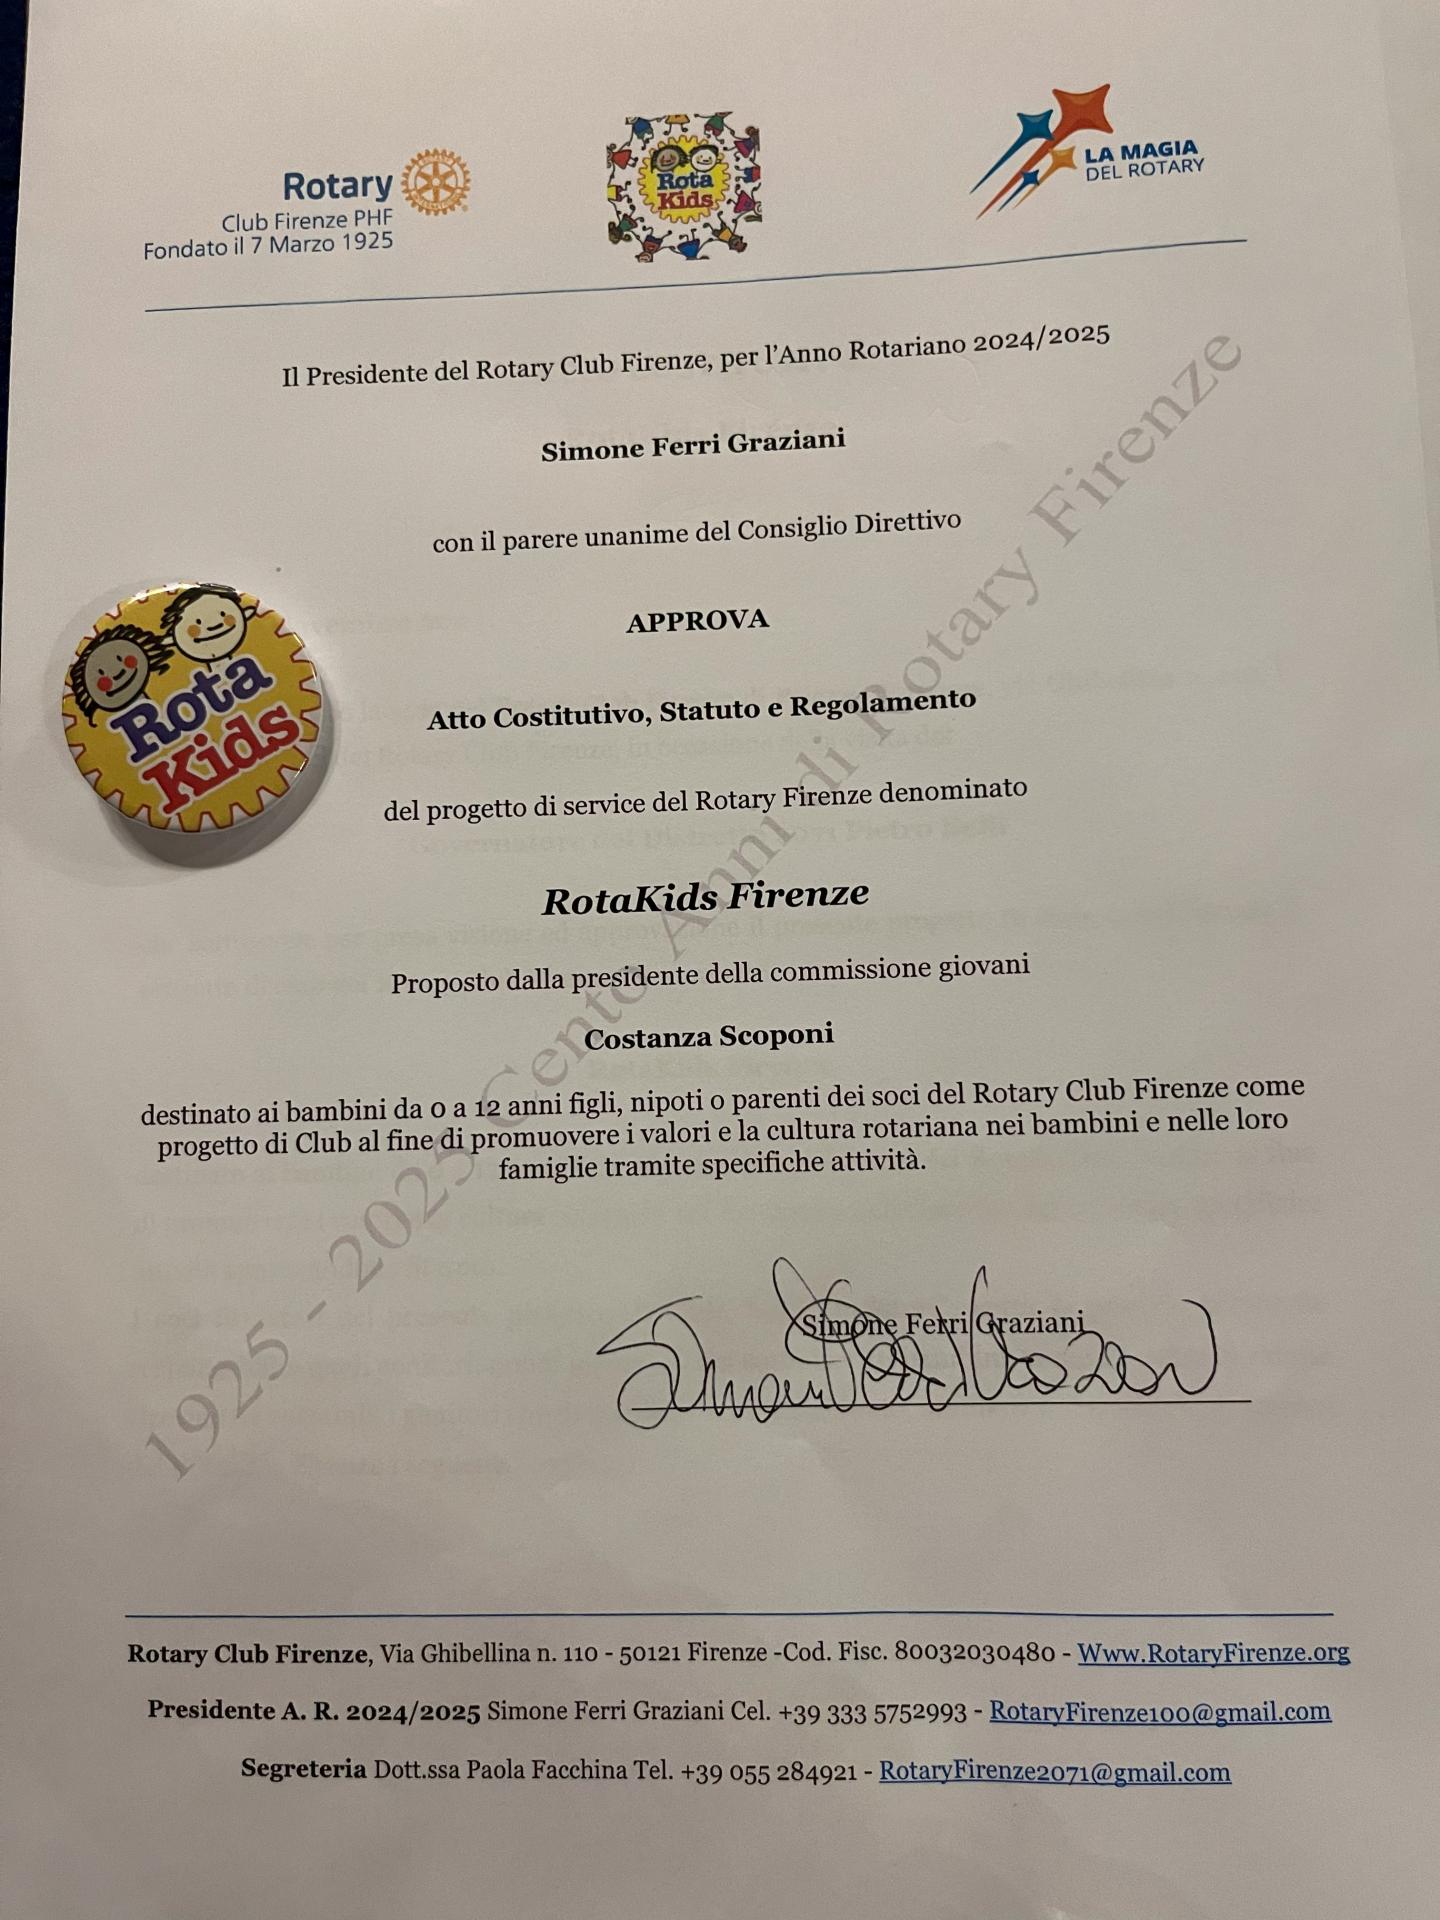 Rotary
Club Firenze PHF
Fondato il 7 Marzo 1925
Rota
Kids
LA MAGIA
DEL ROTARY
Il Presidente del Rotary Club Firenze, per l'Anno Rotariano 2024/2025
Simone Ferri Graziani
con il parere unanime del Consiglio Direttivo
APPROVA
Rota
Kids
Atto Costitutivo, Statuto e Regolamento
del progetto di service del Rotary Firenze denominato
RotaKids Firenze
Proposto dalla presidente della commissione giovani
Costanza Scoponi
destinato ai bambini da 0 a 12 anni figli, nipoti o parenti dei soci del Rotary Club Firenze come
progetto di Club al fine di promuovere i valori e la cultura rotariana nei bambini e nelle loro
famiglie tramite specifiche attività.
1925 - 2025 Cento Anni di Rotary Firenze
Simone Ferri Graziani
Rotary Club Firenze, Via Ghibellina n. 110 - 50121 Firenze -Cod. Fisc. 80032030480 - Www.RotaryFirenze.org
Presidente A. R. 2024/2025 Simone Ferri Graziani Cel. +39 333 5752993 - RotaryFirenze100@gmail.com
Segreteria Dott.ssa Paola Facchina Tel. +39 055 284921 - RotaryFirenze2071@gmail.com